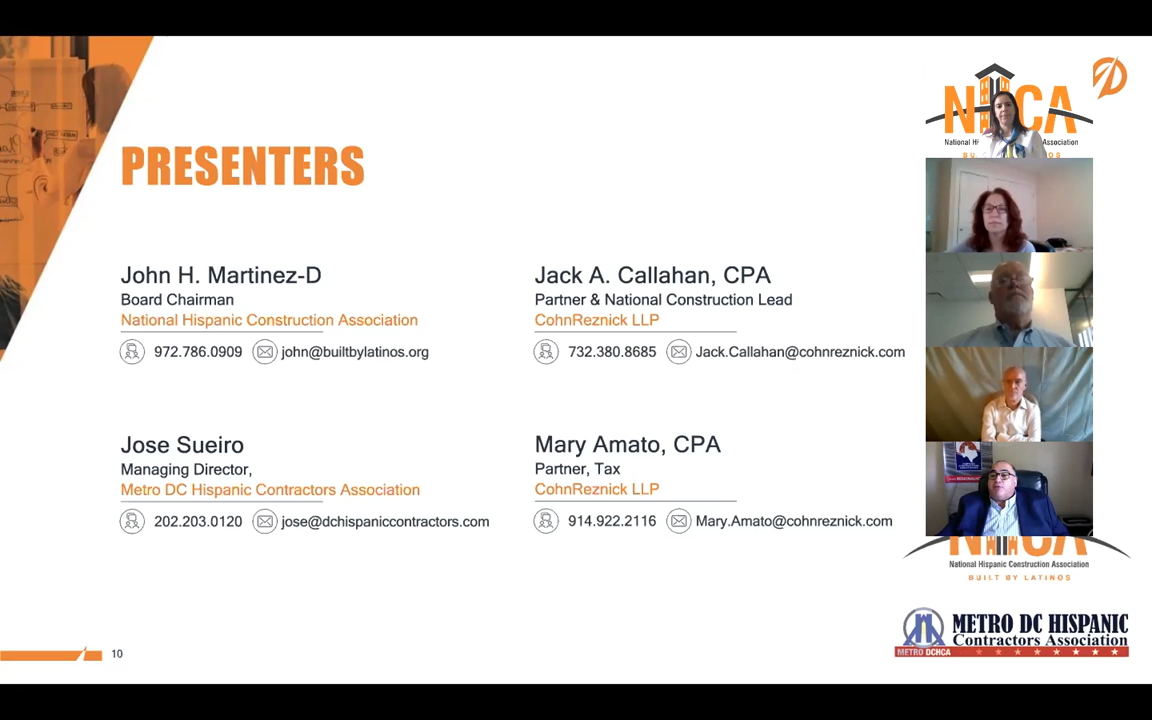 PRESENTERS
John H. Martinez-D
Board Chairman
National Hispanic Construction Association
972.786.0909 john@builtbylatinos.org
Jack A. Callahan, CPA
Partner & National Construction Lead
CohnReznick LLP
732.380.8685 Jack.Callahan@cohnreznick.com
Jose Sueiro
Managing Director,
Metro DC Hispanic Contractors Association
202.203.0120 jose@dchispaniccontractors.com
Mary Amato, CPA
Partner, Tax
CohnReznick LLP
914.922.2116 Mary.Amato@cohnreznick.com
10
National Association
National Hispanic Construction Association
BUILT BY LATINOS
METRO DC HISPANIC
Contractors Association
METRO DCHCA